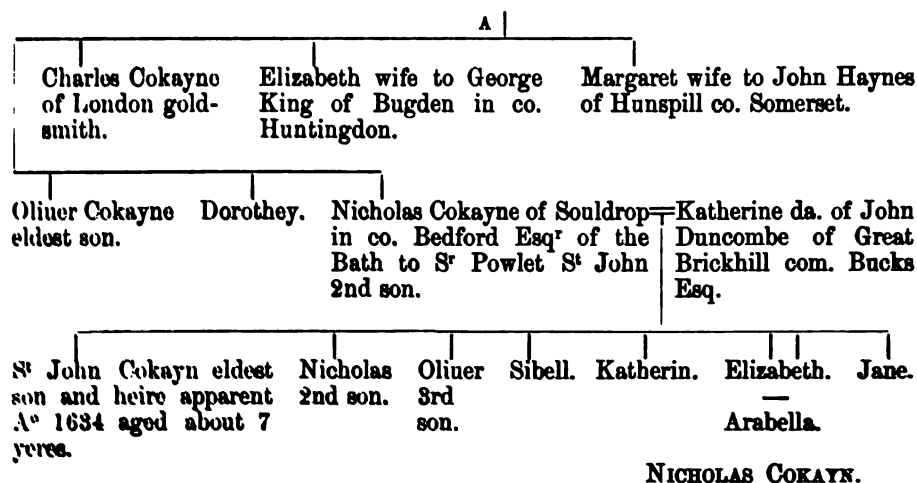 A
Charles Cokayne
of London gold-
smith.
Elizabeth wife to George
King of Bugden in co.
Huntingdon.
Margaret wife to John Haynes
of Hunspill co. Somerset.
Oliuer Cokayne
eldest son.
Dorothey.
Nicholas Cokayne of Souldrop
in co. Bedford Esqʳ of the
Bath to Sʳ Powlet Sᵗ John
2nd son.
Katherine da. of John
Duncombe of Great
Brickhill com. Bucks
Esq.
Sᵗ John Cokayn eldest
son and heire apparent
Aᵒ 1634 aged about 7
yeres.
Nicholas
2nd son.
Oliuer
3rd
son.
Sibell.
Katherin.
Elizabeth.
—
Arabella.
Jane.
NICHOLAS COKAYN.